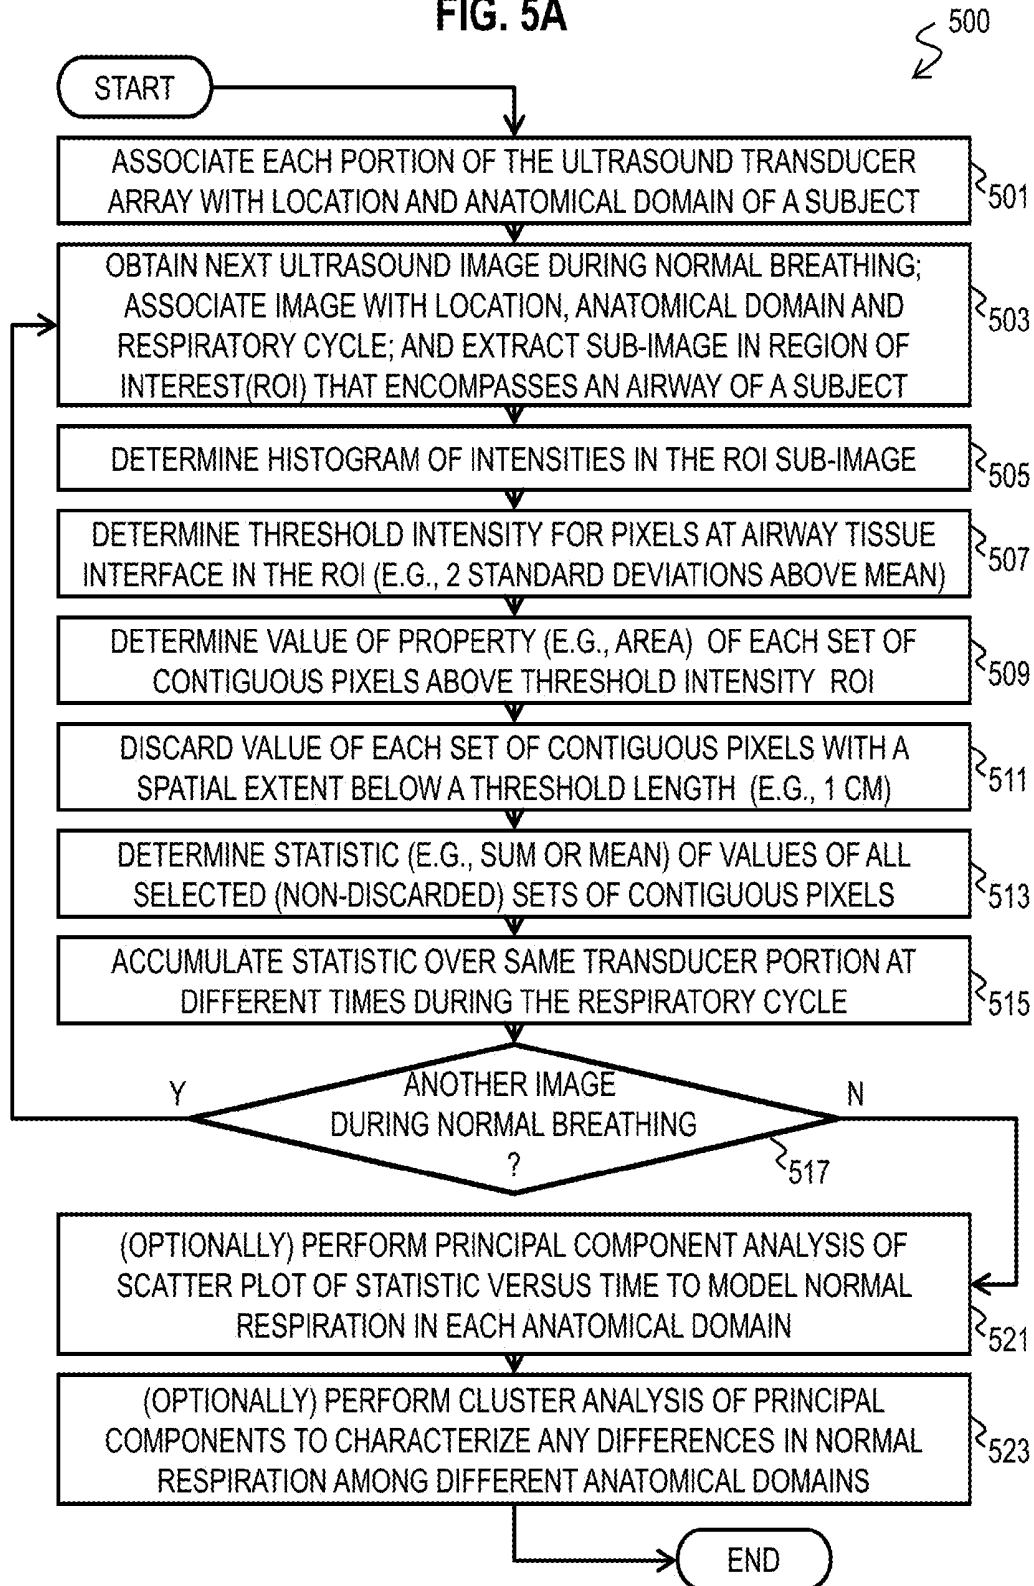 FIG. 5A
500
START
ASSOCIATE EACH PORTION OF THE ULTRASOUND TRANSDUCER
ARRAY WITH LOCATION AND ANATOMICAL DOMAIN OF A SUBJECT
501
OBTAIN NEXT ULTRASOUND IMAGE DURING NORMAL BREATHING;
ASSOCIATE IMAGE WITH LOCATION, ANATOMICAL DOMAIN AND
RESPIRATORY CYCLE; AND EXTRACT SUB-IMAGE IN REGION OF
INTEREST(ROI) THAT ENCOMPASSES AN AIRWAY OF A SUBJECT
503
DETERMINE HISTOGRAM OF INTENSITIES IN THE ROI SUB-IMAGE
505
DETERMINE THRESHOLD INTENSITY FOR PIXELS AT AIRWAY TISSUE
INTERFACE IN THE ROI (E.G., 2 STANDARD DEVIATIONS ABOVE MEAN)
507
DETERMINE VALUE OF PROPERTY (E.G., AREA) OF EACH SET OF
CONTIGUOUS PIXELS ABOVE THRESHOLD INTENSITY ROI
509
DISCARD VALUE OF EACH SET OF CONTIGUOUS PIXELS WITH A
SPATIAL EXTENT BELOW A THRESHOLD LENGTH (E.G., 1 CM)
511
DETERMINE STATISTIC (E.G., SUM OR MEAN) OF VALUES OF ALL
SELECTED (NON-DISCARDED) SETS OF CONTIGUOUS PIXELS
513
ACCUMULATE STATISTIC OVER SAME TRANSDUCER PORTION AT
DIFFERENT TIMES DURING THE RESPIRATORY CYCLE
515
Y
ANOTHER IMAGE
DURING NORMAL BREATHING
?
N
517
(OPTIONALLY) PERFORM PRINCIPAL COMPONENT ANALYSIS OF
SCATTER PLOT OF STATISTIC VERSUS TIME TO MODEL NORMAL
RESPIRATION IN EACH ANATOMICAL DOMAIN
521
(OPTIONALLY) PERFORM CLUSTER ANALYSIS OF PRINCIPAL
COMPONENTS TO CHARACTERIZE ANY DIFFERENCES IN NORMAL
RESPIRATION AMONG DIFFERENT ANATOMICAL DOMAINS
523
END